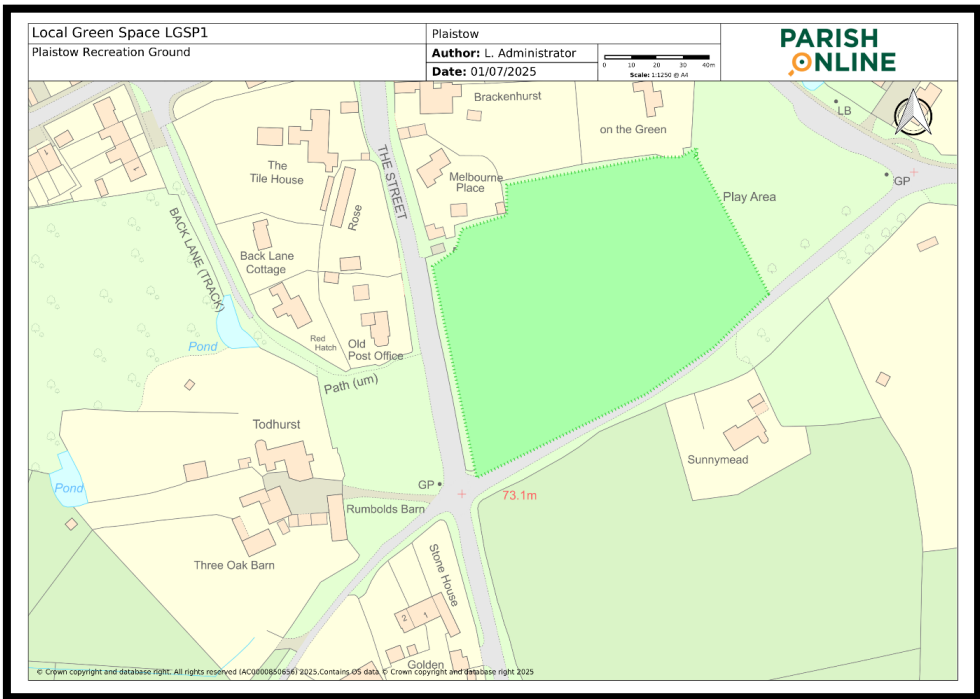 Local Green Space LGSP1
Plaistow Recreation Ground
Plaistow
Author: L. Administrator
Date: 01/07/2025
0 10 20 30 40m
Scale: 1:1250 @ A4
PARISH
ONLINE
Brackenhurst
on the Green
LB
GP
The
Tile House
THE STREET
Melbourne
Place
Play Area
Rose
BACK LANE (TRACK)
Back Lane
Cottage
Pond
Red
Hatch
Old
Post Office
Path (um)
Todhurst
Sunnymead
Pond
GP
73.1m
Rumbolds Barn
Three Oak Barn
Stone House
1
2
Golden
© Crown copyright and database right. All rights reserved (AC0000850656) 2025.Contains OS data © Crown copyright and database right 2025